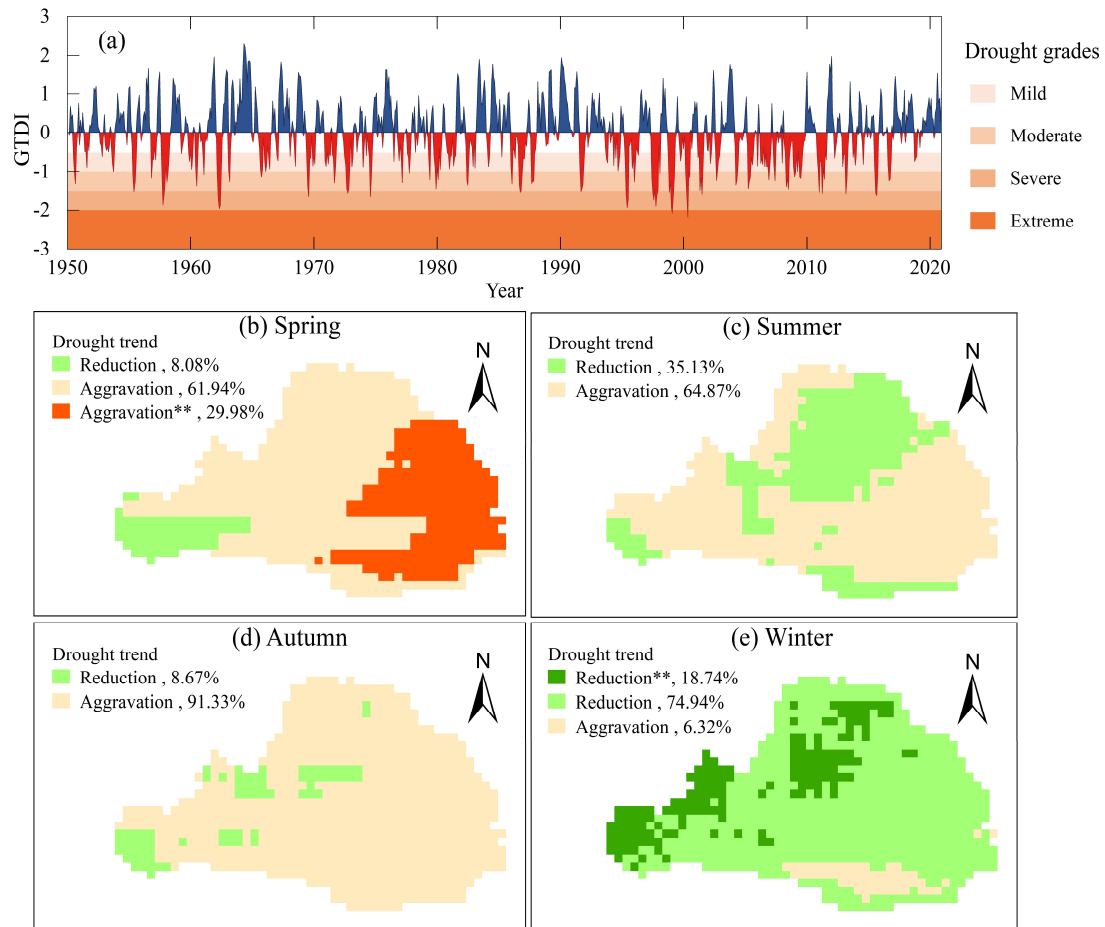 (a)
3
2
1
0
-1
-2
-3
GTDI
1950 1960 1970 1980 1990 2000 2010 2020
Year
Drought grades
Mild
Moderate
Severe
Extreme
(b) Spring
Drought trend
Reduction , 8.08%
Aggravation , 61.94%
Aggravation** , 29.98%
N
(c) Summer
Drought trend
Reduction , 35.13%
Aggravation , 64.87%
N
(d) Autumn
Drought trend
Reduction , 8.67%
Aggravation , 91.33%
N
(e) Winter
Drought trend
Reduction**, 18.74%
Reduction , 74.94%
Aggravation , 6.32%
N